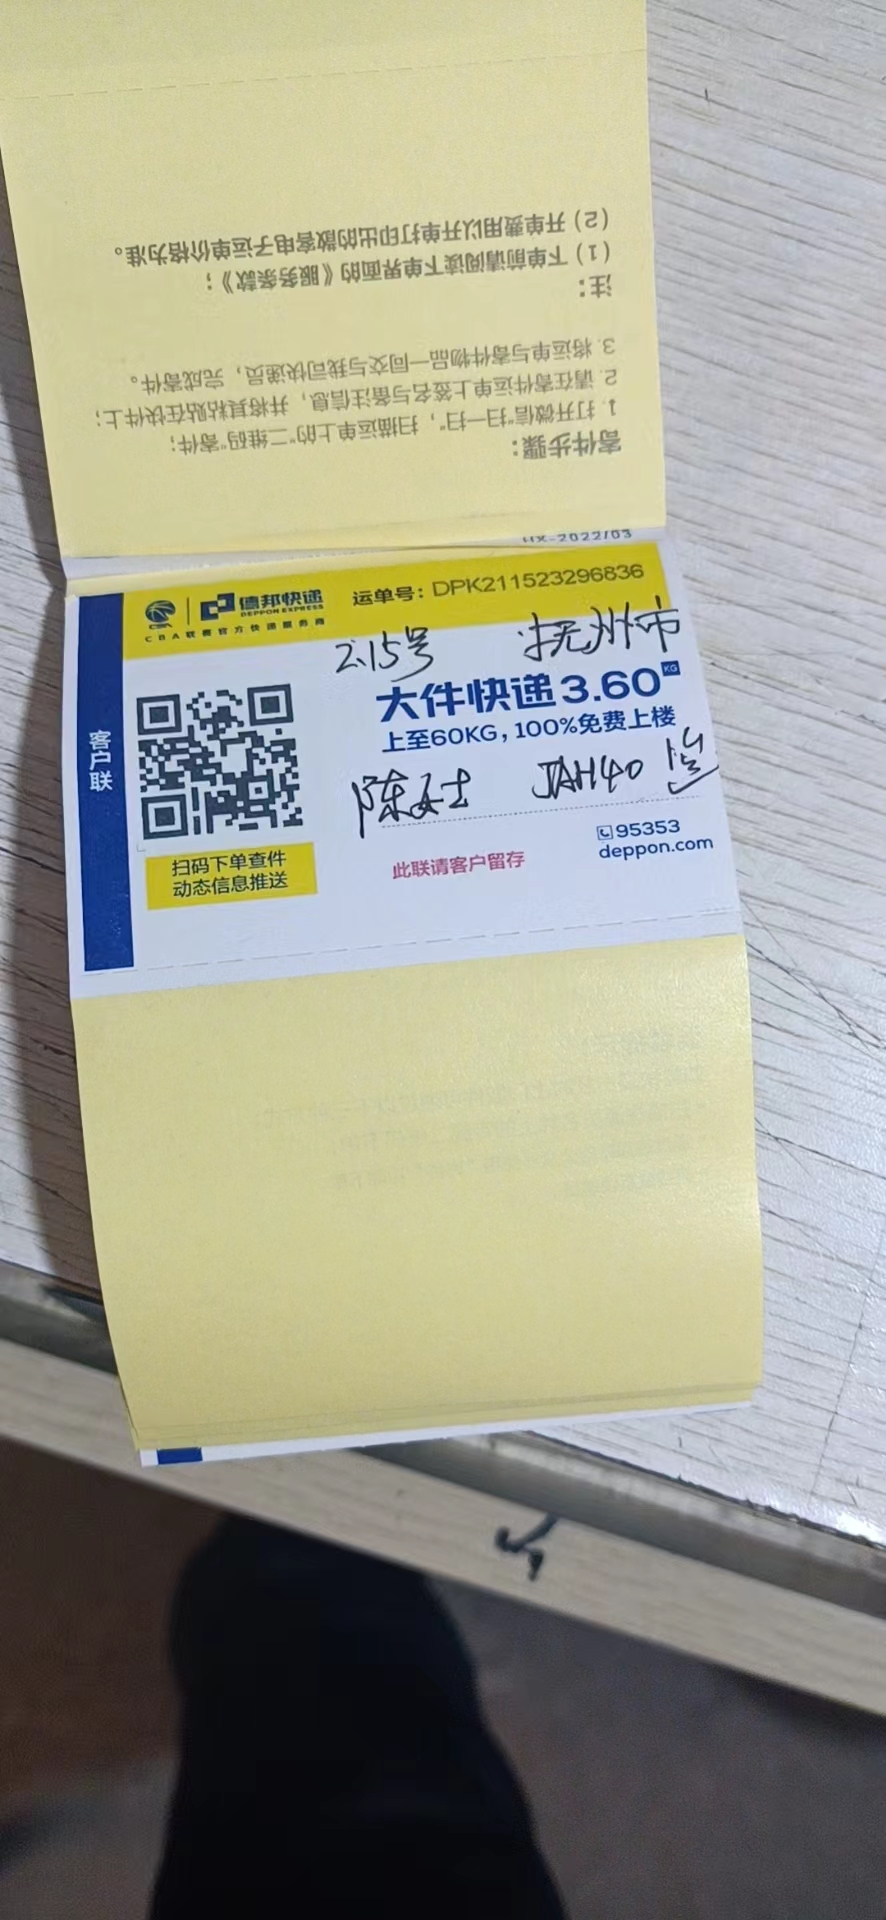 寄件步骤：
1. 打开微信“扫一扫”，扫描运单上的“二维码”寄件；
2. 请在寄件运单上签名与备注信息，并将其粘贴在快件上；
3. 将运单与寄件物品一同交与我司快递员，完成寄件。
注：
（1）下单前请阅读下单界面的《服务条款》；
（2）开单费用以开单打印出的散客电子运单价格为准。
HX-2022/03
德邦快递
DEPPON EXPRESS
CBA联赛官方快递服务商
运单号：DPK211523296836
2.15号 抚州市
客户联
大件快递3.60KG
上至60KG，100%免费上楼
陈女士 JAH40
扫码下单查件
动态信息推送
此联请客户留存
95353
deppon.com